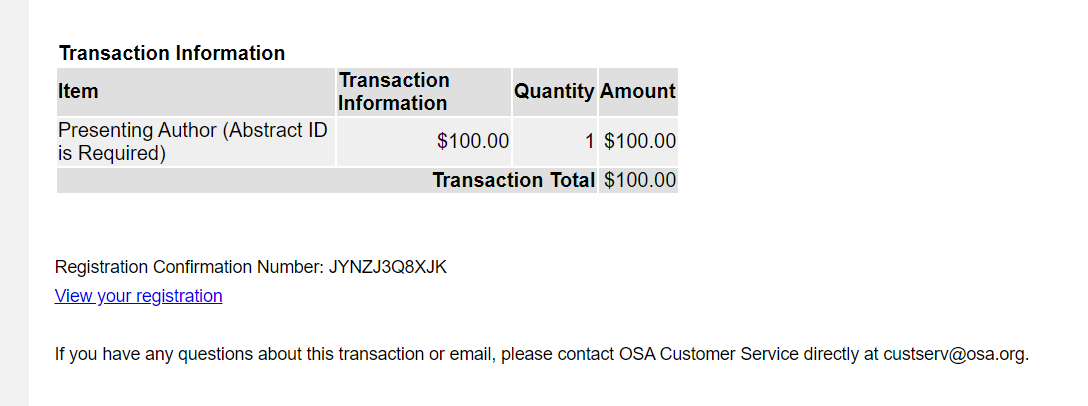 Transaction Information
Item
Transaction Information
Quantity
Amount
Presenting Author (Abstract ID is Required)
$100.00
1
$100.00
Transaction Total $100.00
Registration Confirmation Number: JYNZJ3Q8XJK
View your registration
If you have any questions about this transaction or email, please contact OSA Customer Service directly at custserv@osa.org.